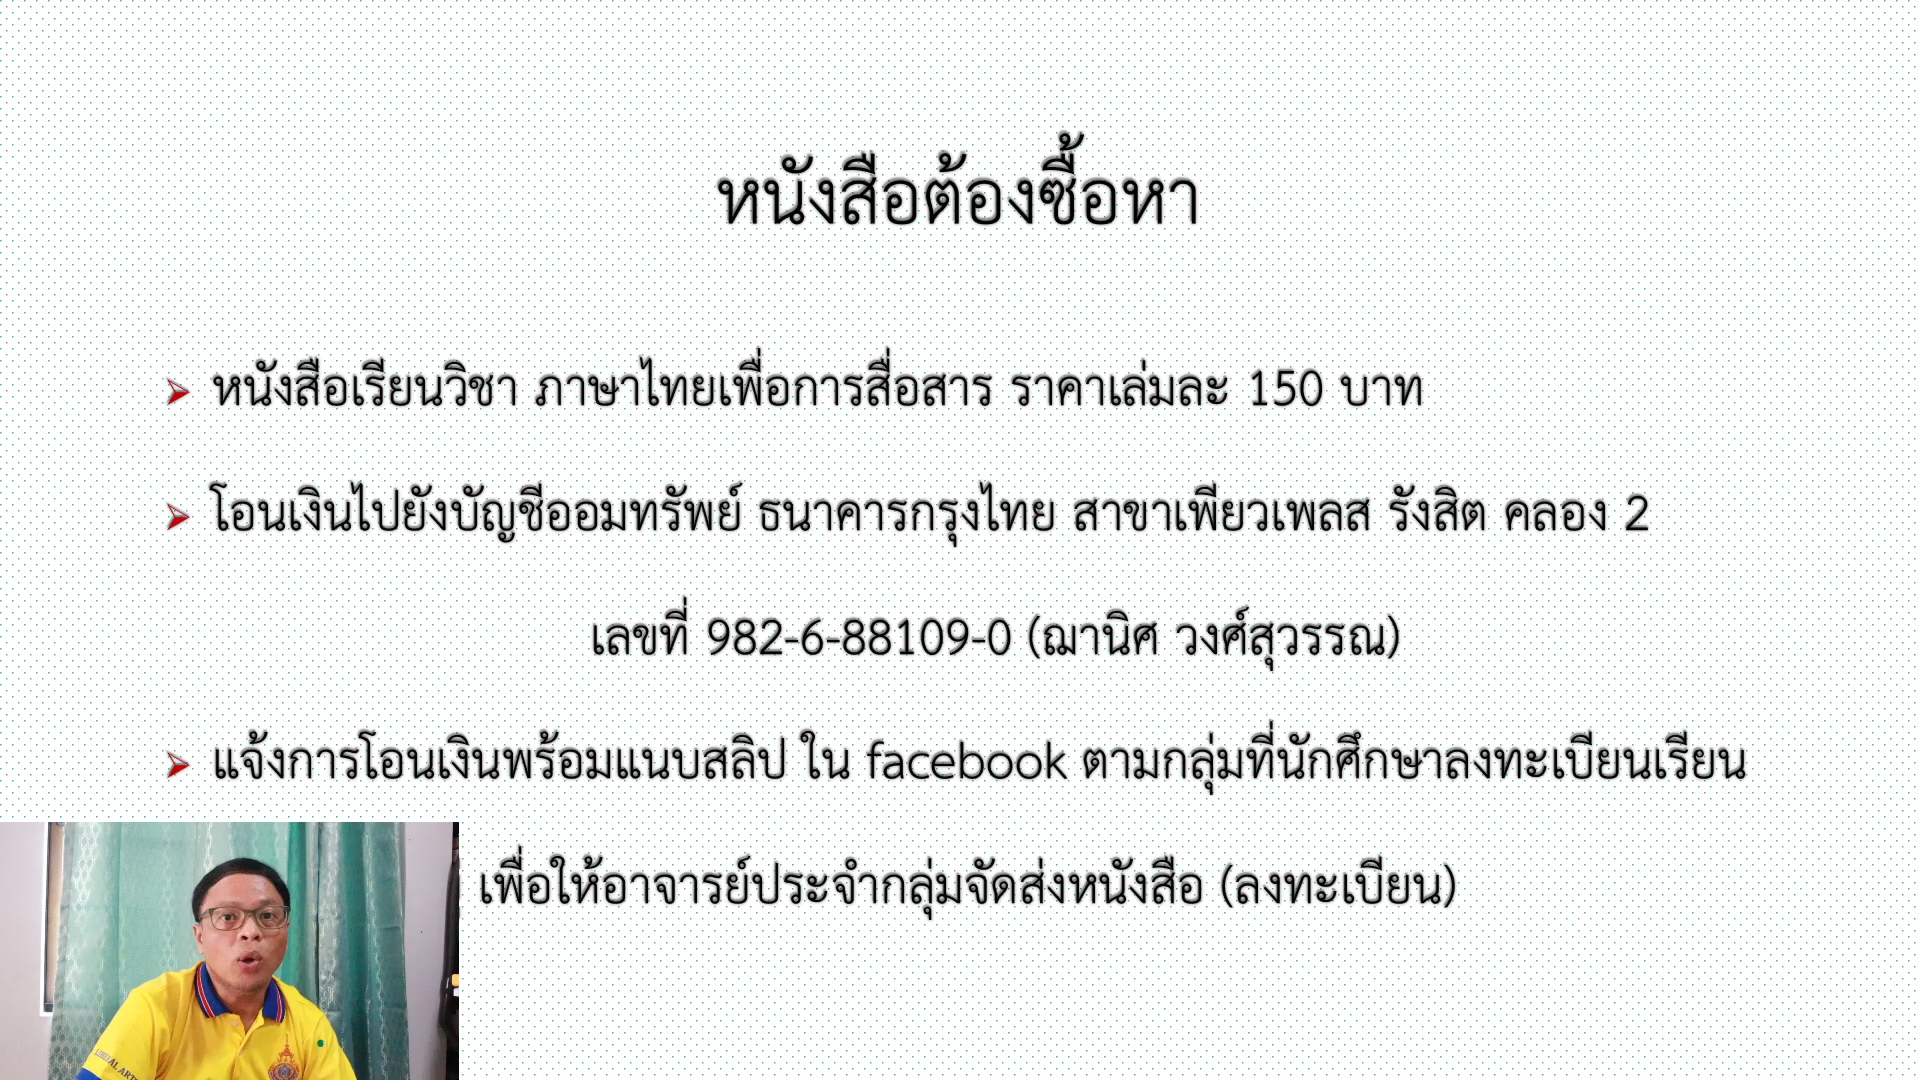 หนังสือต้องซื้อหา
หนังสือเรียนวิชา ภาษาไทยเพื่อการสื่อสาร ราคาเล่มละ 150 บาท
โอนเงินไปยังบัญชีออมทรัพย์ ธนาคารกรุงไทย สาขาเพียวเพลส รังสิต คลอง 2
เลขที่ 982-6-88109-0 (ฌานิศ วงศ์สุวรรณ)
แจ้งการโอนเงินพร้อมแนบสลิป ใน facebook ตามกลุ่มที่นักศึกษาลงทะเบียนเรียน
เพื่อให้อาจารย์ประจำกลุ่มจัดส่งหนังสือ (ลงทะเบียน)